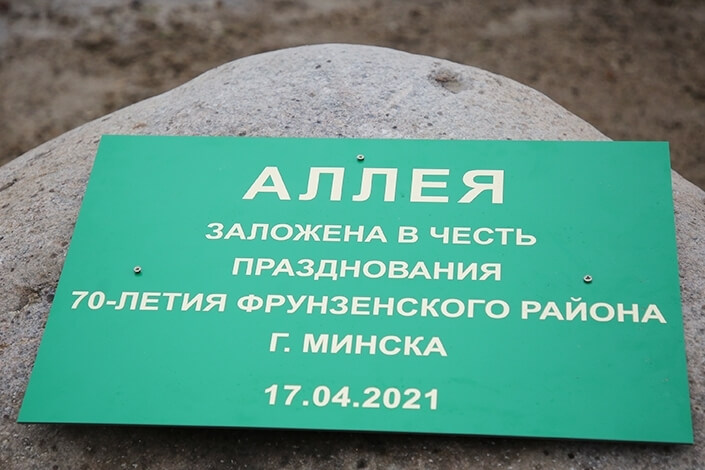 АЛЛЕЯ
ЗАЛОЖЕНА В ЧЕСТЬ
ПРАЗДНОВАНИЯ
70-ЛЕТИЯ ФРУНЗЕНСКОГО РАЙОНА
Г. МИНСКА
17.04.2021